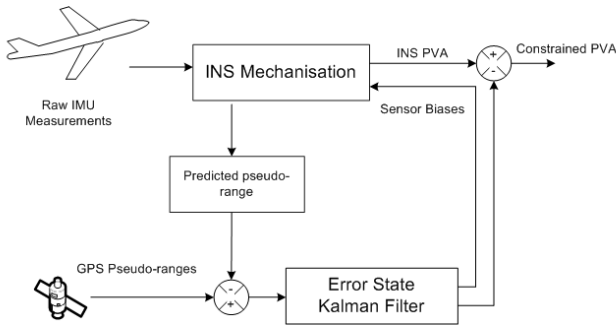 INS Mechanisation
INS PVA
+
-
Constrained PVA
Raw IMU
Measurements
Sensor Biases
Predicted pseudo-
range
GPS Pseudo-ranges
-
+
Error State
Kalman Filter